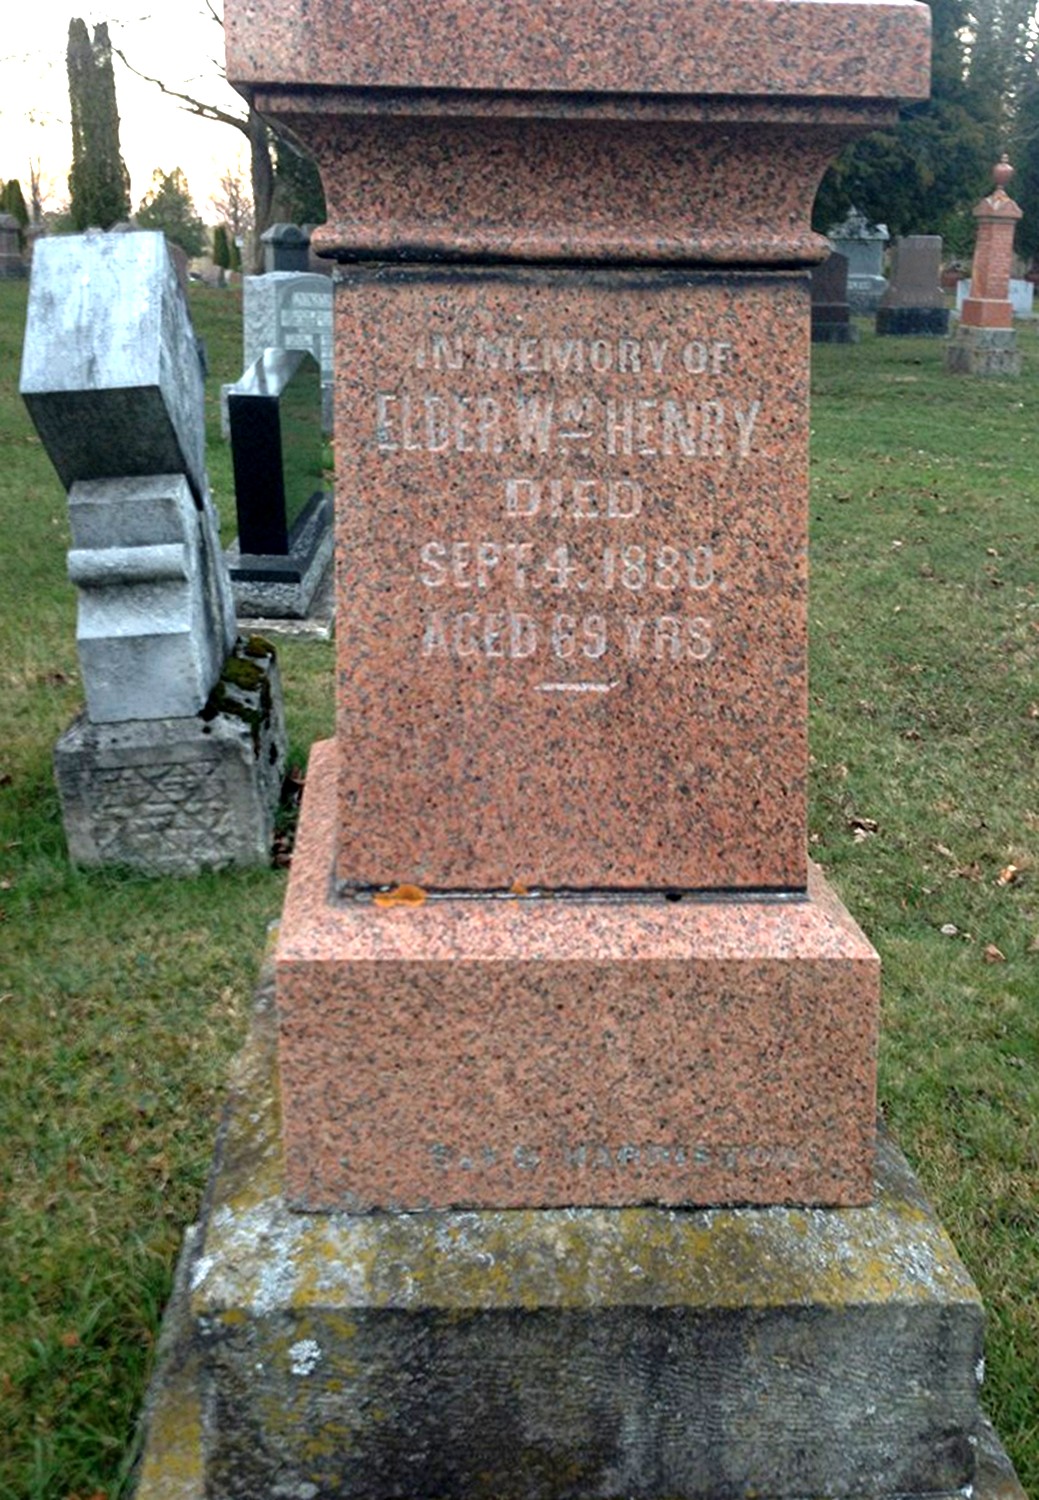 IN MEMORY OF
ELDER Wm HENRY.
DIED
SEPT. 4. 1880.
AGED 69 YRS.
HARRISTON